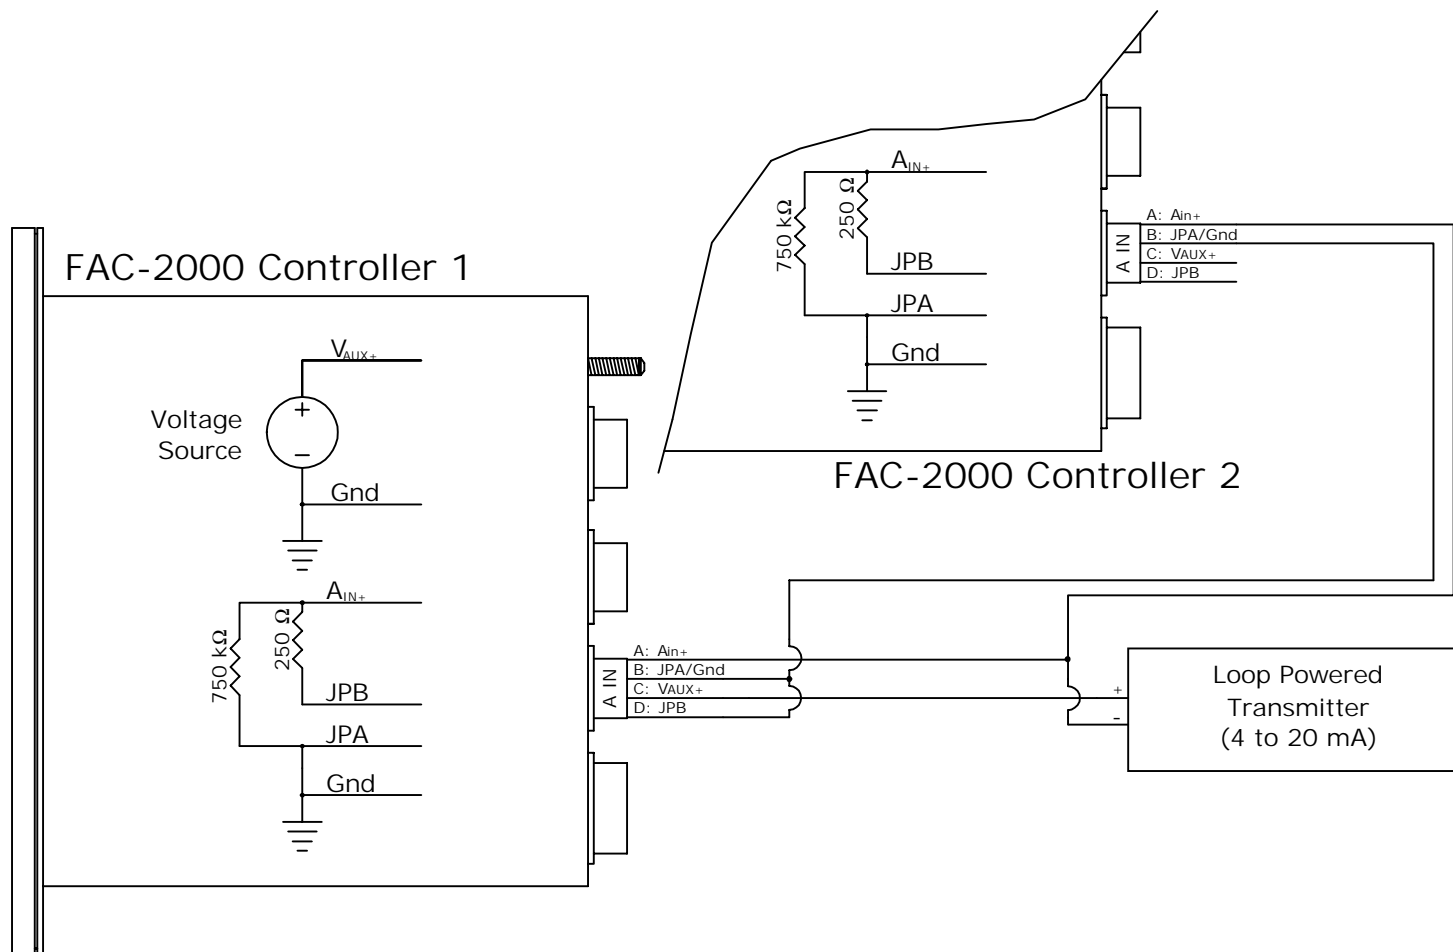 FAC-2000 Controller 1
VAUX+
Voltage
Source
+
−
Gnd
AIN+
750 kΩ
250 Ω
JPB
JPA
Gnd
A IN
A: Ain+
B: JPA/Gnd
C: VAUX+
D: JPB
AIN+
750 kΩ
250 Ω
JPB
JPA
Gnd
A IN
A: Ain+
B: JPA/Gnd
C: VAUX+
D: JPB
FAC-2000 Controller 2
+
-
Loop Powered
Transmitter
(4 to 20 mA)